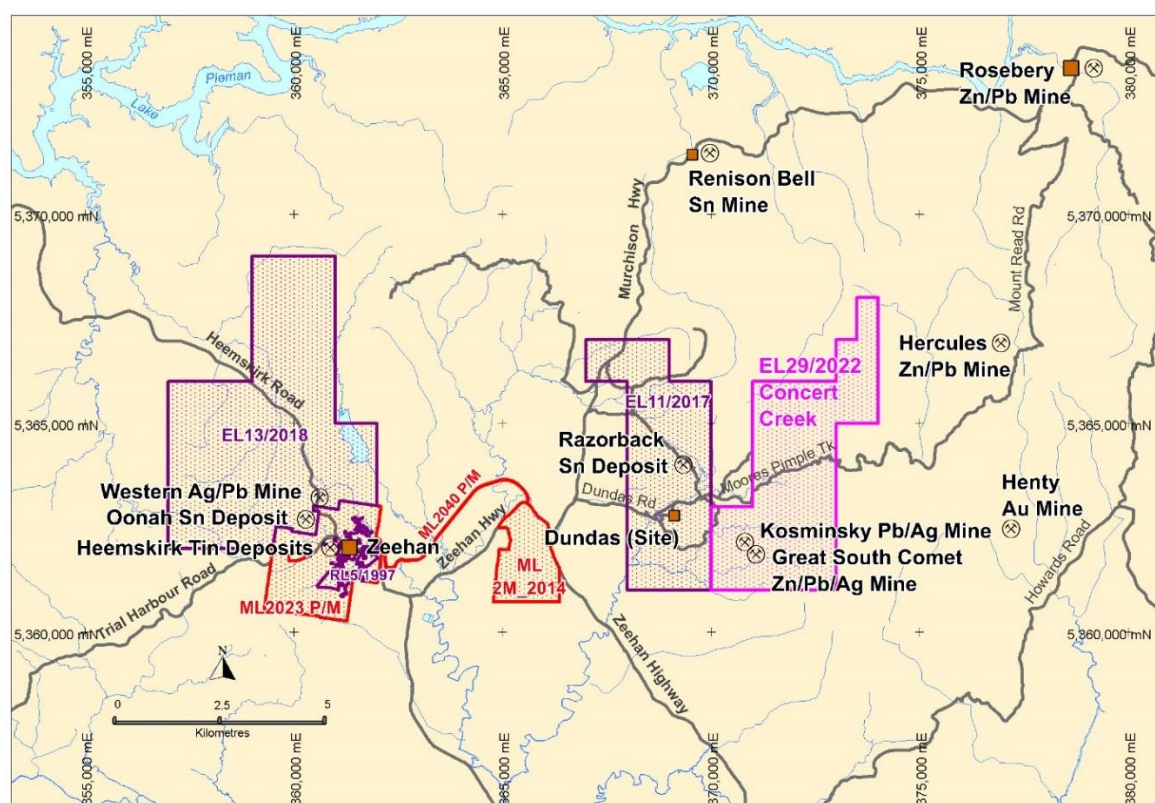 355,000 mE
360,000 mE
365,000 mE
370,000 mE
375,000 mE
380,000 mE
Pieman
Lake
Rosebery
Zn/Pb Mine
Renison Bell
Sn Mine
5,370,000 mN
5,370,000 mN
Murchison Hwy
Mount Read Rd
Heemskirk Road
Hercules
Zn/Pb Mine
EL29/2022
Concert
Creek
EL11/2017
EL13/2018
5,365,000 mN
5,365,000 mN
Razorback
Sn Deposit
Moores Pimple Tk
Dundas Rd
Western Ag/Pb Mine
Oonah Sn Deposit
Heemskirk Tin Deposits
Zeehan
ML2040 P/M
Zeehan Hwy
Henty
Au Mine
Dundas (Site)
Kosminsky Pb/Ag Mine
Great South Comet
Zn/Pb/Ag Mine
RL5/1997
ML
2M_2014
ML2023 P/M
Trial Harbour Road
Howards Road
5,360,000 mN
5,360,000 mN
Zeehan Highway
0
2.5
5
Kilometres
355,000 mE
360,000 mE
365,000 mE
370,000 mE
375,000 mE
380,000 mE